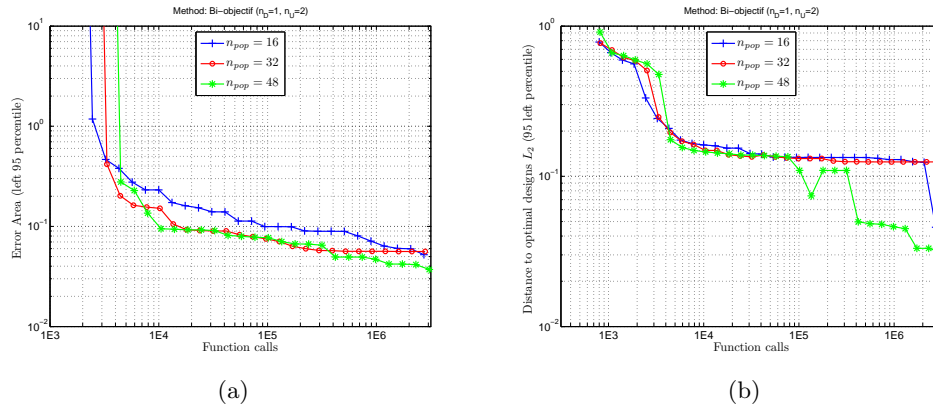 Method: Bi−objectif (n_D=1, n_U=2)
10^1
10^0
10^−1
10^−2
Error Area (left 95 percentile)
n_pop = 16
n_pop = 32
n_pop = 48
1E3 1E4 1E5 1E6
Function calls
(a)
Method: Bi−objectif (n_D=1, n_U=2)
10^0
10^−1
10^−2
Distance to optimal designs L_2 (95 left percentile)
n_pop = 16
n_pop = 32
n_pop = 48
1E3 1E4 1E5 1E6
Function calls
(b)